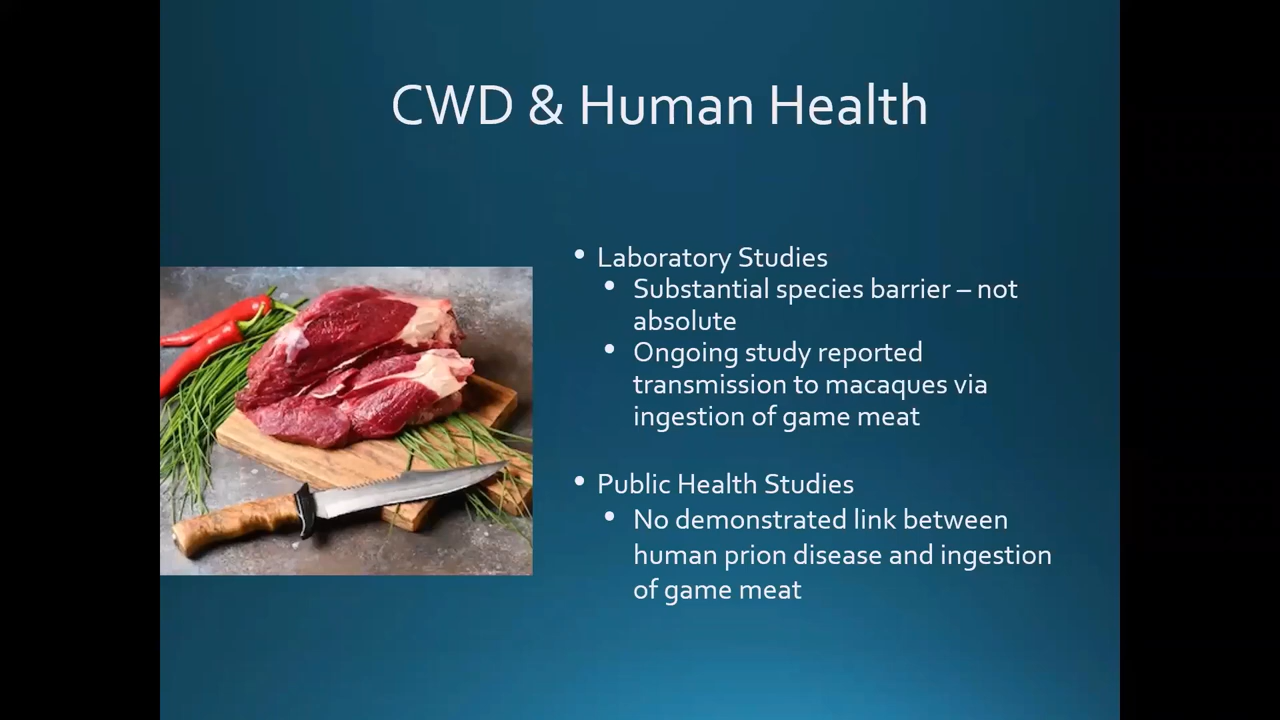 CWD & Human Health
• Laboratory Studies
• Substantial species barrier – not
absolute
• Ongoing study reported
transmission to macaques via
ingestion of game meat
• Public Health Studies
• No demonstrated link between
human prion disease and ingestion
of game meat